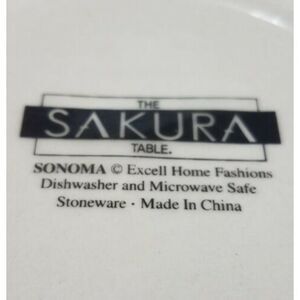 THE
SAKURA
TABLE.
SONOMA © Excell Home Fashions
Dishwasher and Microwave Safe
Stoneware · Made In China